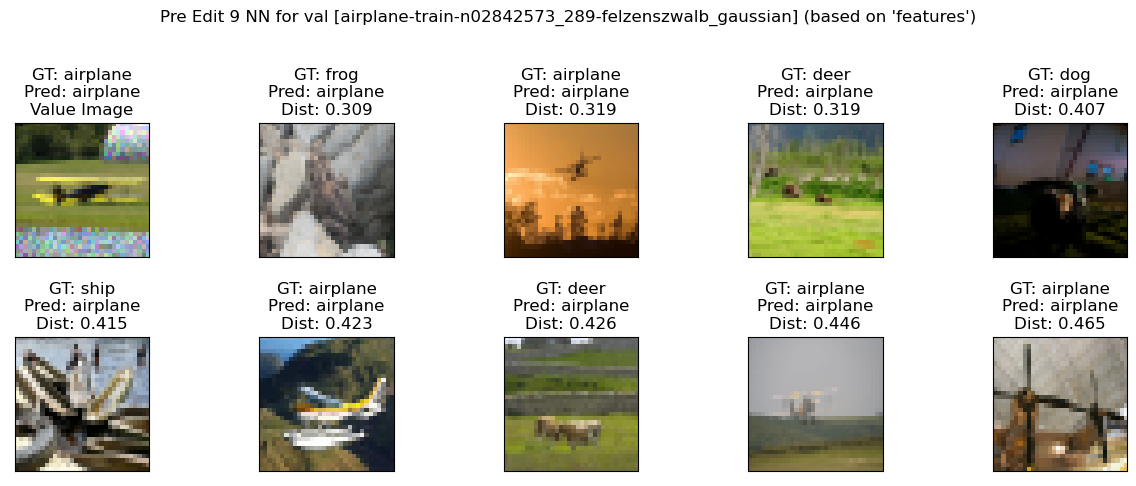 Pre Edit 9 NN for val [airplane-train-n02842573_289-felzenszwalb_gaussian] (based on 'features')
GT: airplane
Pred: airplane
Value Image
GT: frog
Pred: airplane
Dist: 0.309
GT: airplane
Pred: airplane
Dist: 0.319
GT: deer
Pred: airplane
Dist: 0.319
GT: dog
Pred: airplane
Dist: 0.407
GT: ship
Pred: airplane
Dist: 0.415
GT: airplane
Pred: airplane
Dist: 0.423
GT: deer
Pred: airplane
Dist: 0.426
GT: airplane
Pred: airplane
Dist: 0.446
GT: airplane
Pred: airplane
Dist: 0.465